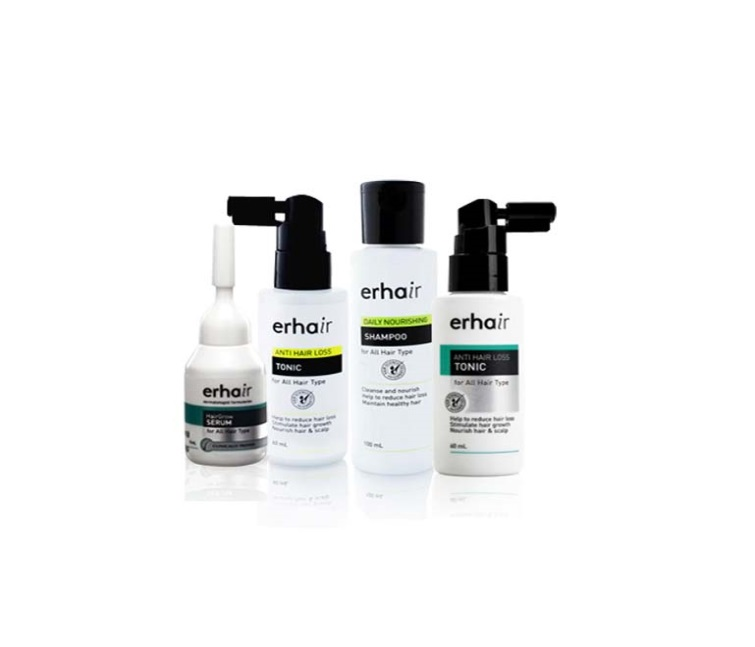 erhair
HairGrow
SERUM
for All Hair Type
erhair
ANTI HAIR LOSS
TONIC
for All Hair Type
Help to reduce hair loss
Stimulate hair growth
Nourish hair & scalp
60 mL
erhair
DAILY NOURISHING
SHAMPOO
for All Hair Type
Cleanse and nourish
Help to reduce hair loss
Maintain healthy hair
100 mL
erhair
ANTI HAIR LOSS
TONIC
for All Hair Type
Help to reduce hair loss
Stimulate hair growth
Nourish hair & scalp
60 mL